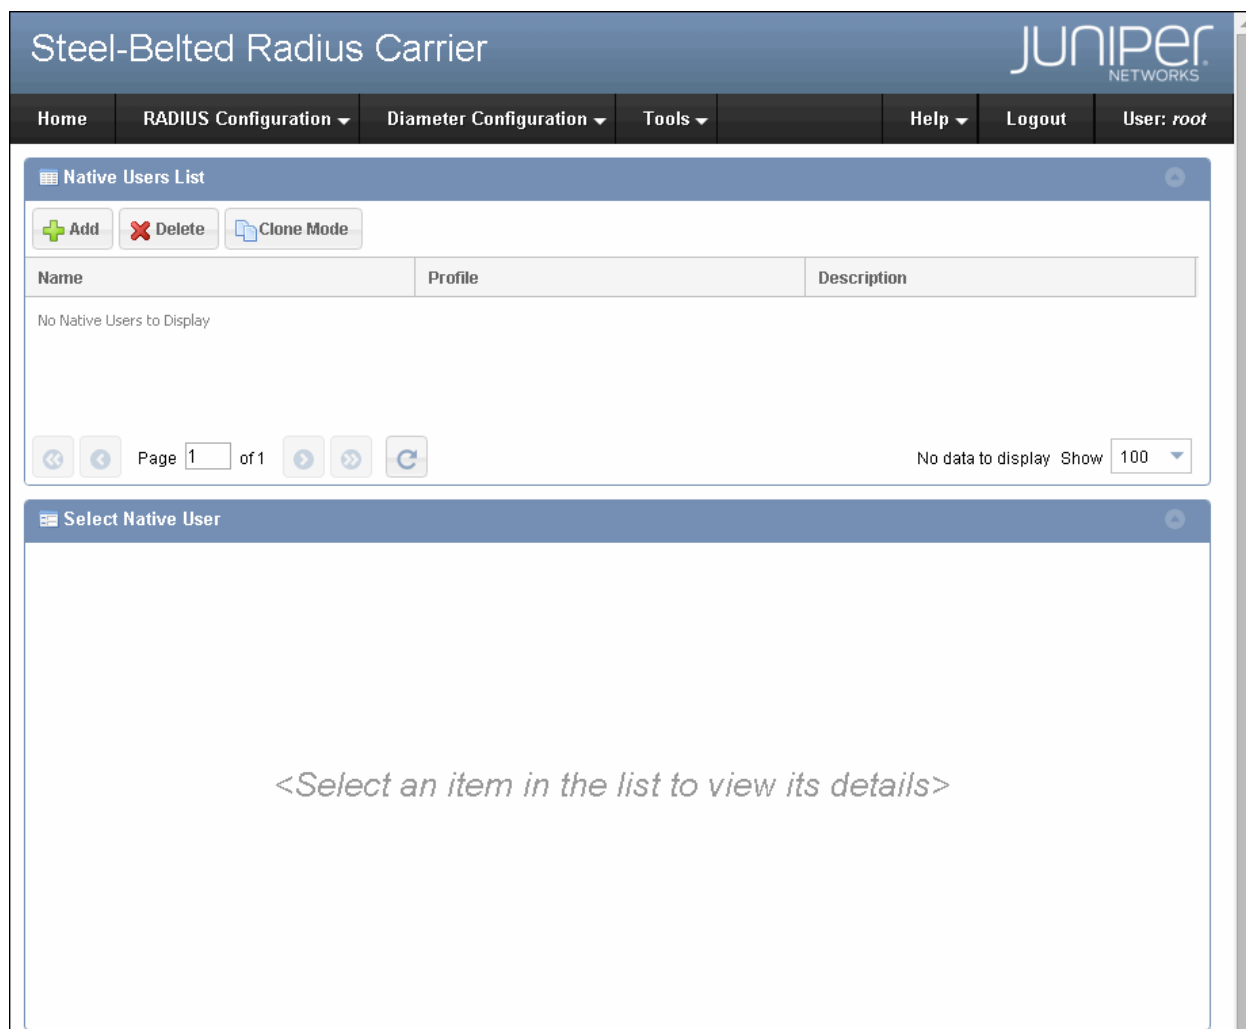 Steel-Belted Radius Carrier
JUNIPER
NETWORKS
Home RADIUS Configuration Diameter Configuration Tools Help Logout User: root
Native Users List
Add Delete Clone Mode
Name Profile Description
No Native Users to Display
Page 1 of 1 No data to display Show 100
Select Native User
<Select an item in the list to view its details>